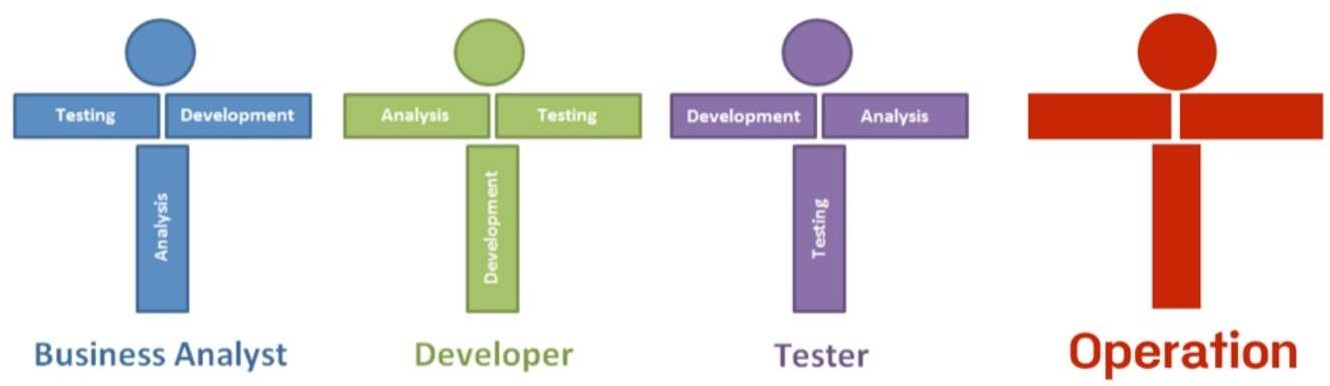 Testing Development
Analysis
Business Analyst
Analysis Testing
Development
Developer
Development Analysis
Testing
Tester
Operation